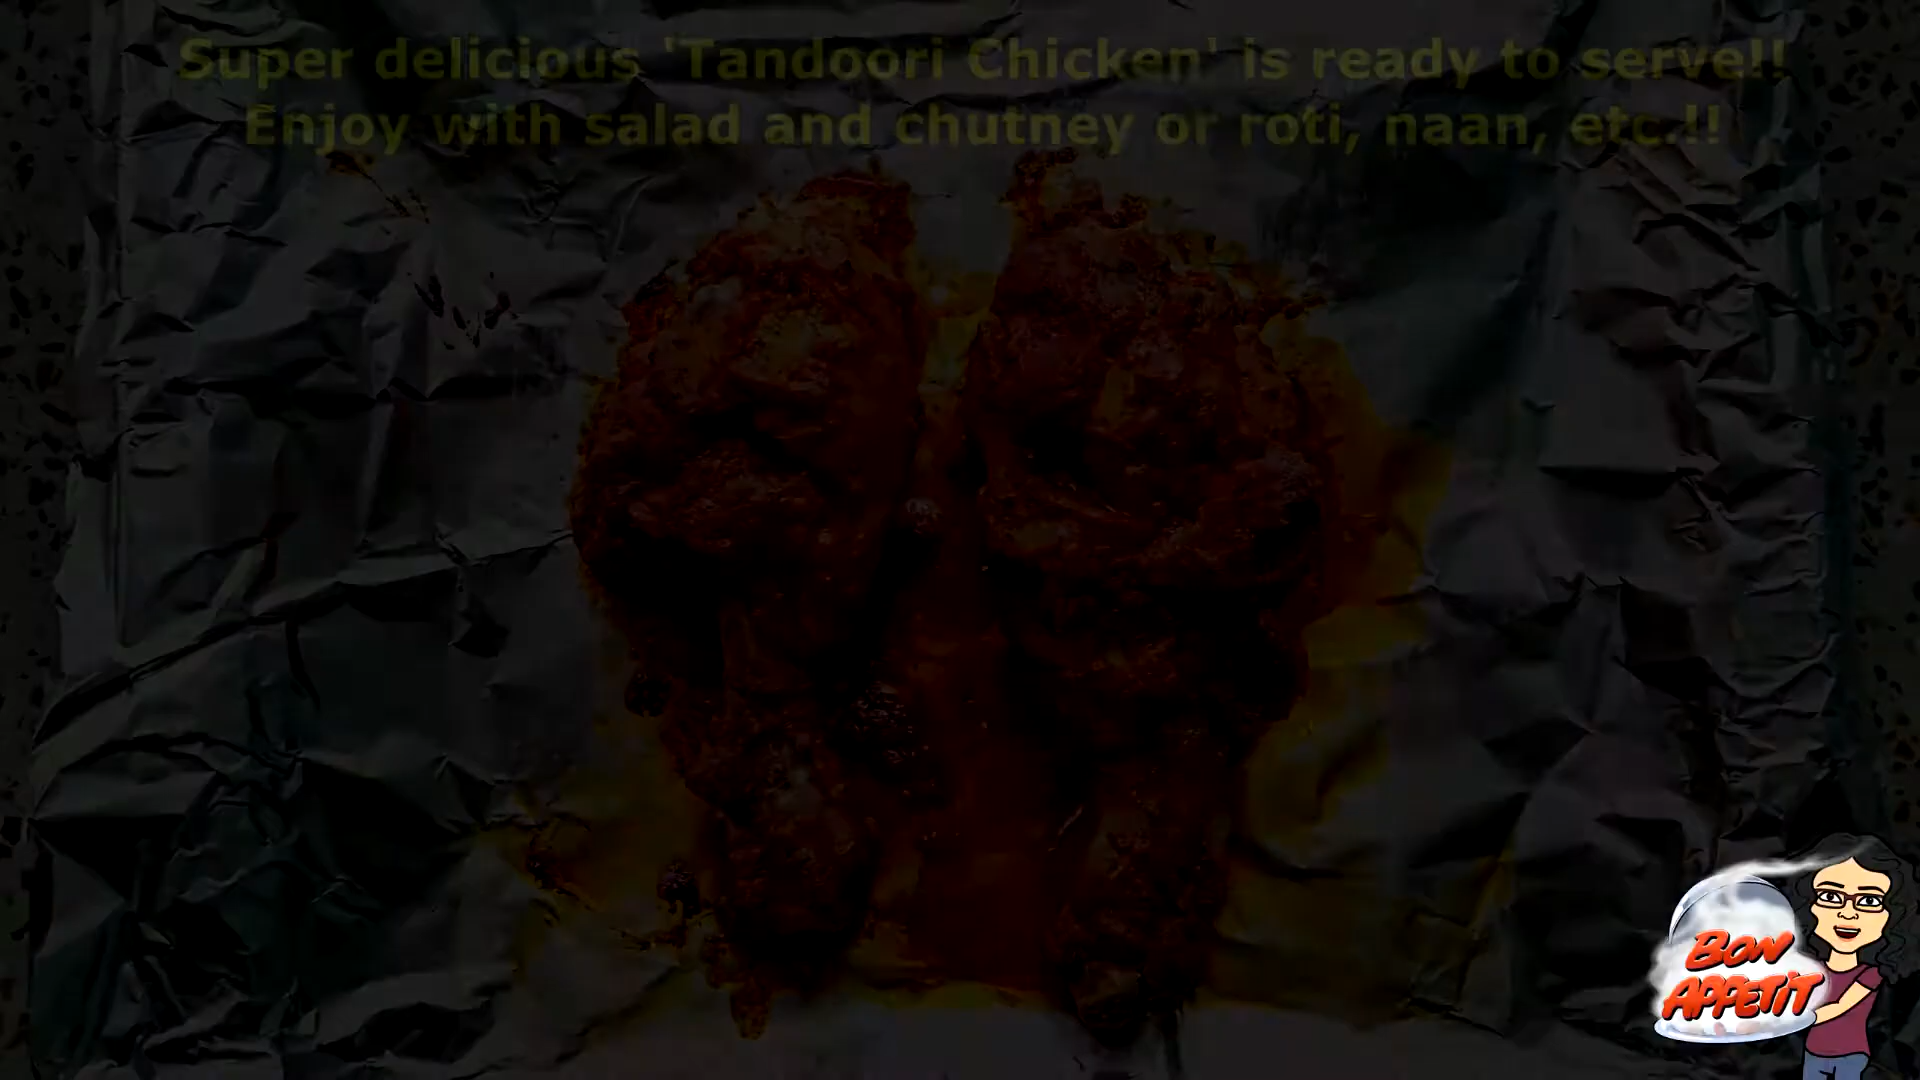 Super delicious 'Tandoori Chicken' is ready to serve!!
Enjoy with salad and chutney or roti, naan, etc.!!
BON
APPETIT